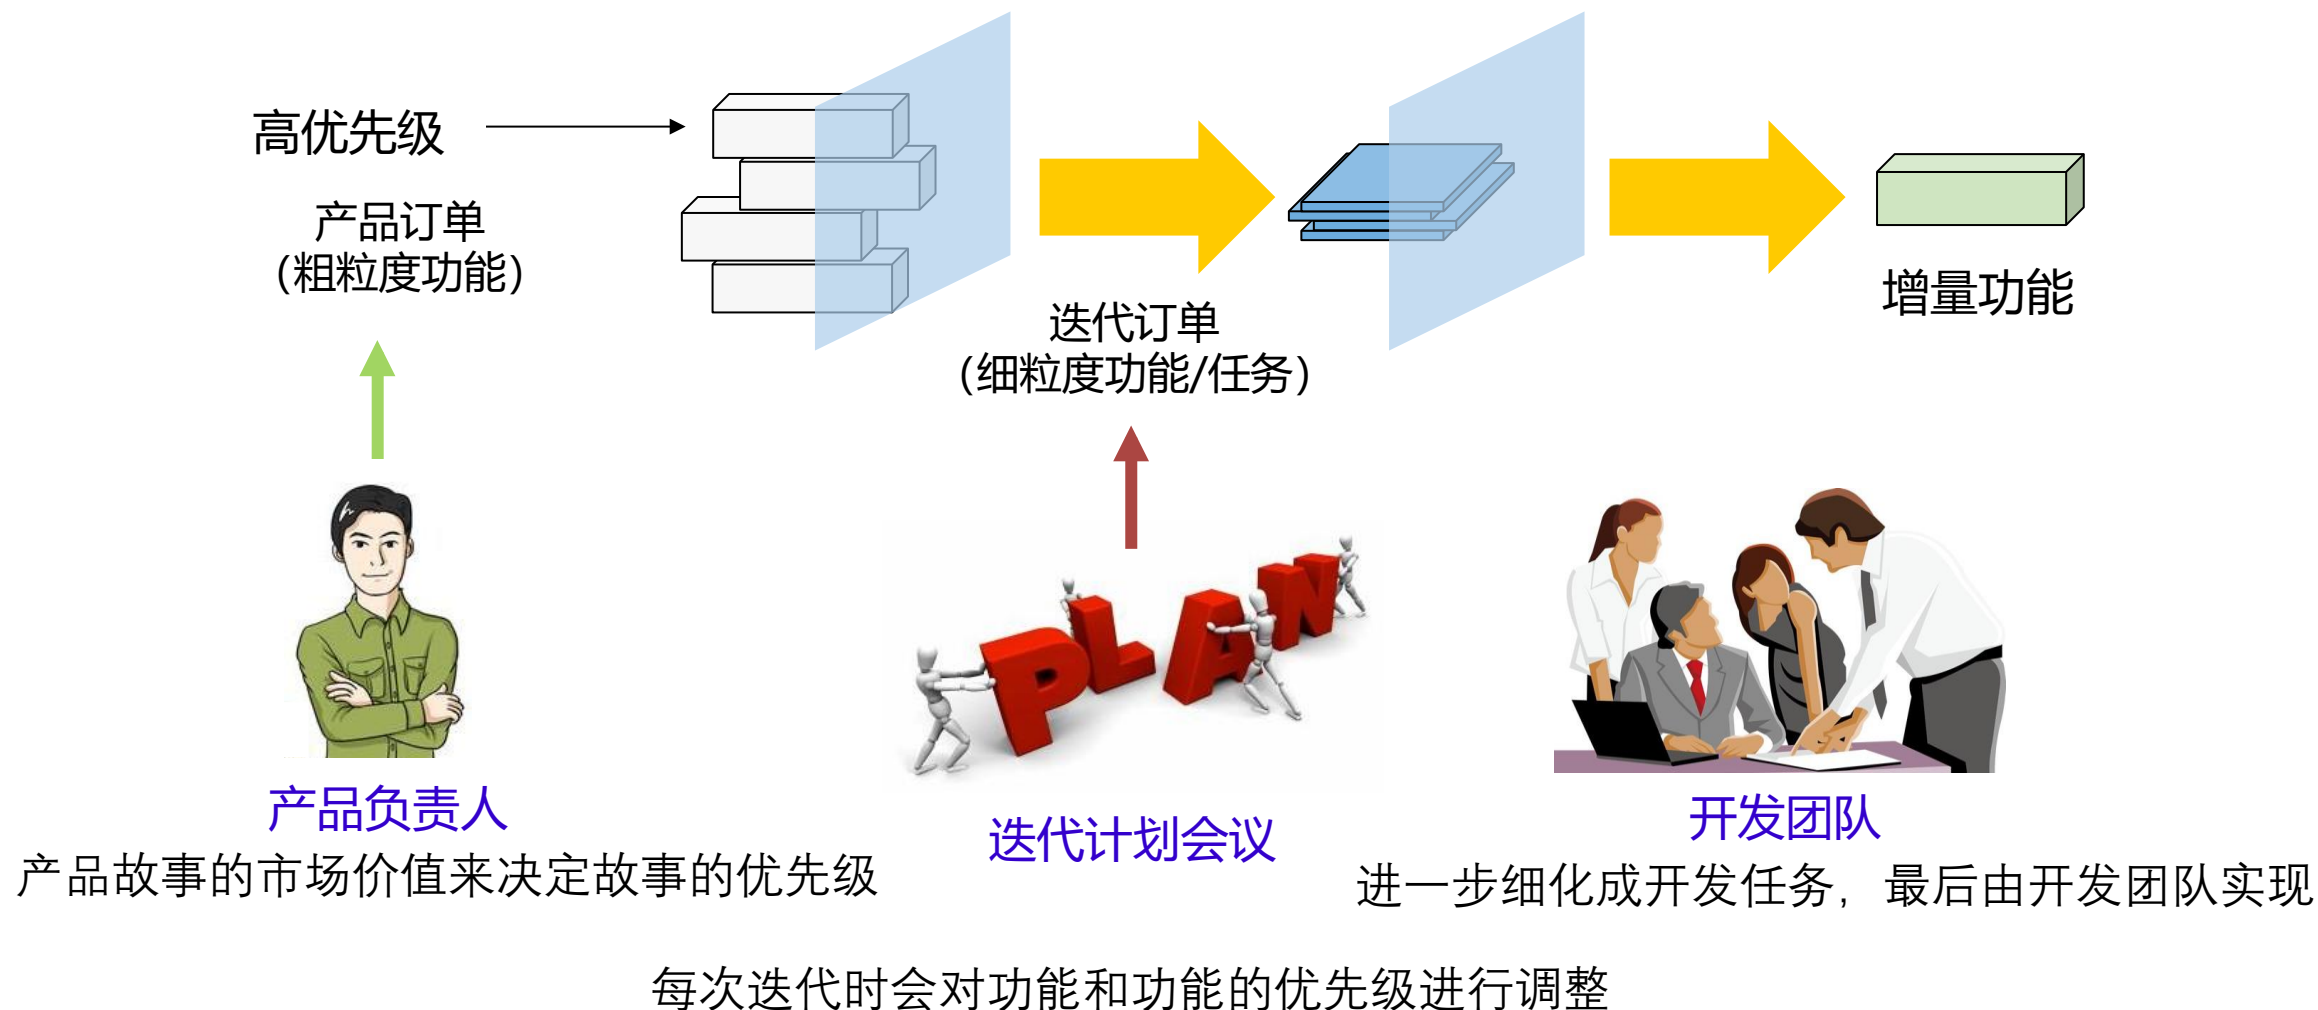 高优先级
产品订单
（粗粒度功能）
迭代订单
（细粒度功能/任务）
增量功能
PLAN
产品负责人
产品故事的市场价值来决定故事的优先级
迭代计划会议
开发团队
进一步细化成开发任务，最后由开发团队实现
每次迭代时会对功能和功能的优先级进行调整